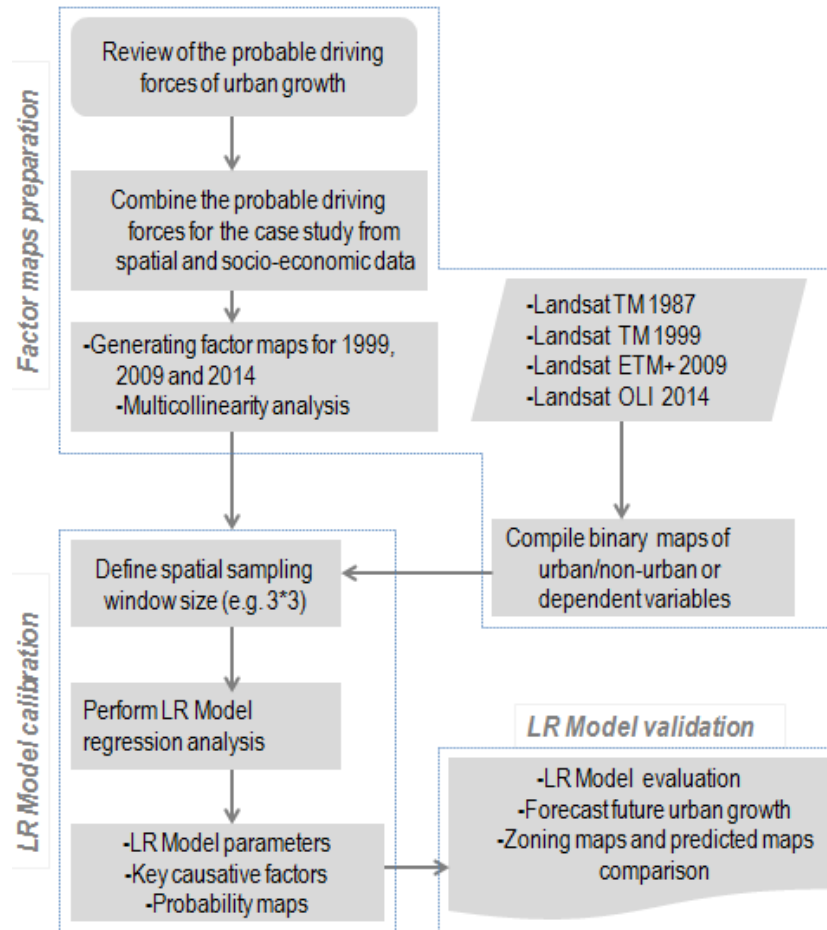 Factor maps preparation
Review of the probable driving
forces of urban growth
Combine the probable driving
forces for the case study from
spatial and socio-economic data
-Generating factor maps for 1999,
2009 and 2014
-Multicollinearity analysis
-Landsat TM 1987
-Landsat TM 1999
-Landsat ETM+ 2009
-Landsat OLI 2014
Compile binary maps of
urban/non-urban or
dependent variables
LR Model calibration
Define spatial sampling
window size (e.g. 3*3)
Perform LR Model
regression analysis
-LR Model parameters
-Key causative factors
-Probability maps
LR Model validation
-LR Model evaluation
-Forecast future urban growth
-Zoning maps and predicted maps
comparison